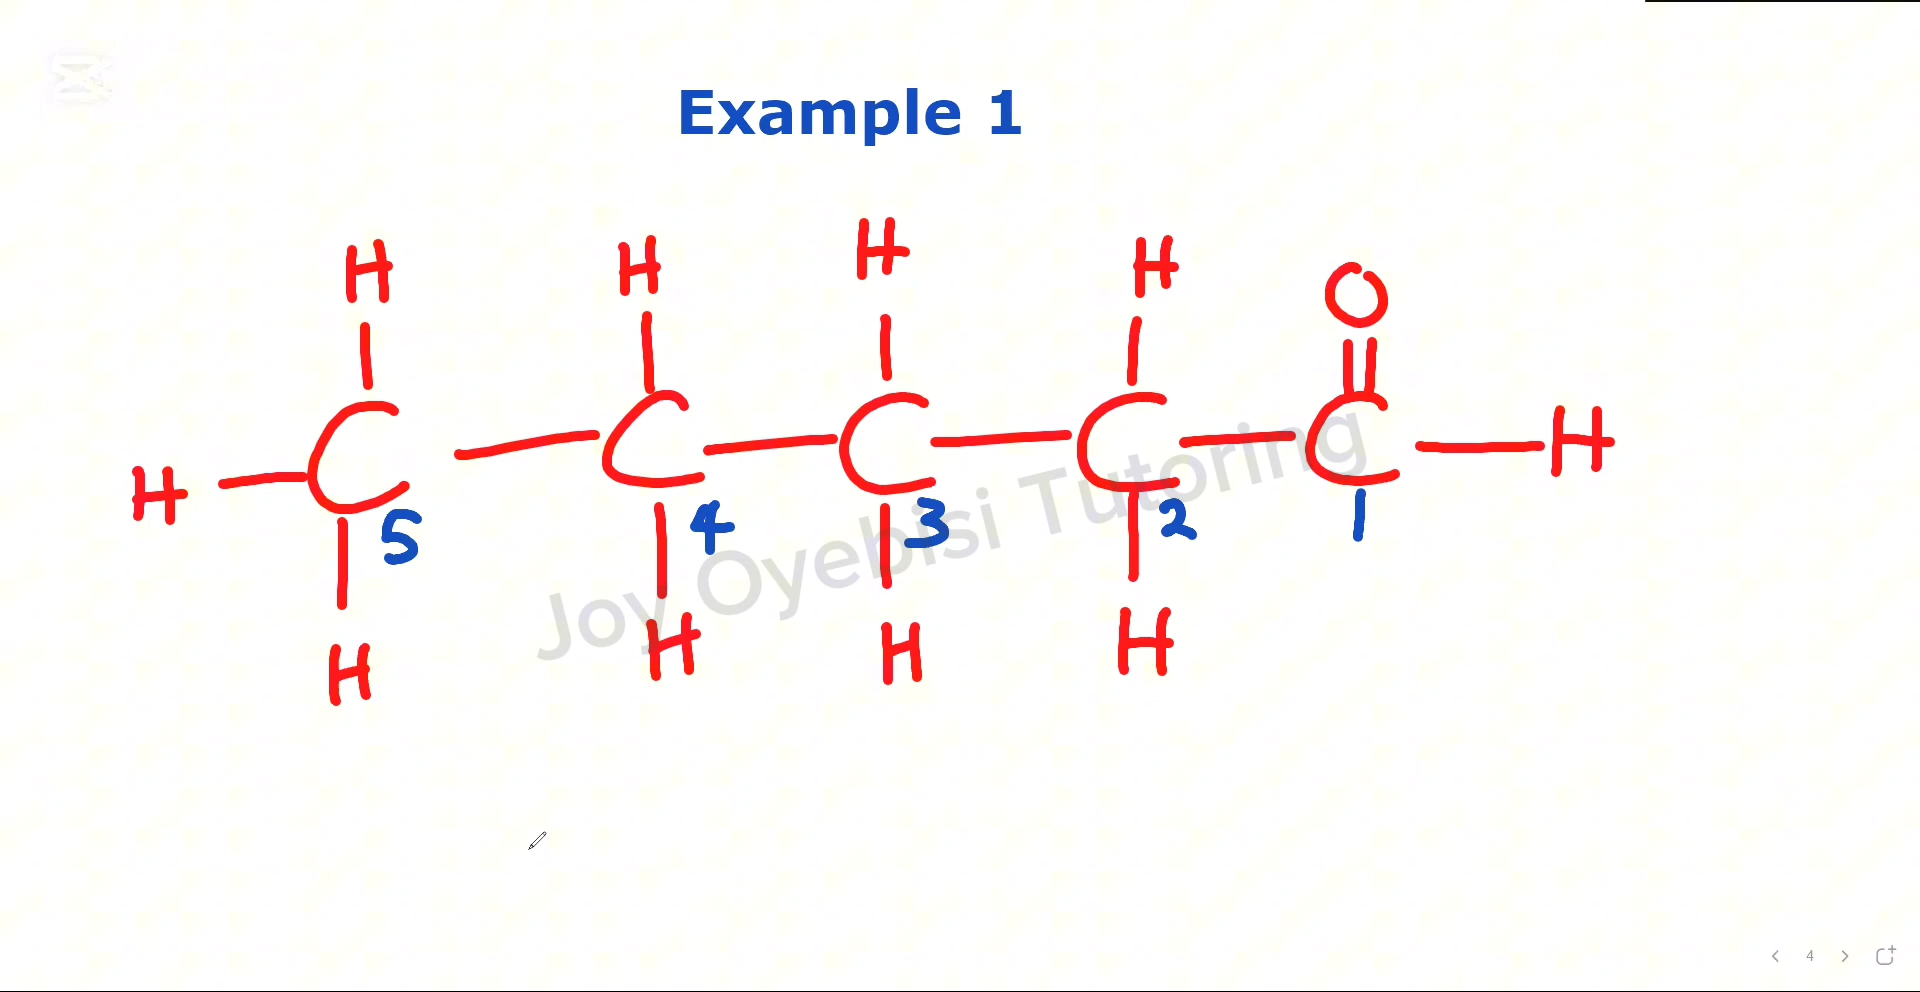 Example 1
H H H H O
H C C C C C H
5 4 3 2 1
H H H H
Joy Oyebisi Tutoring
4